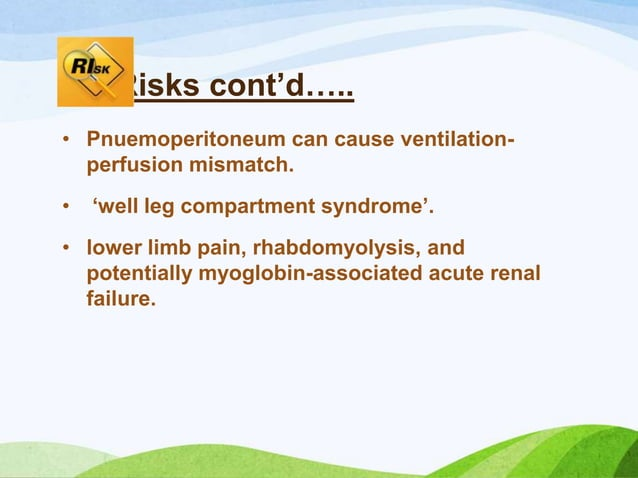 RISK
Risks cont’d…..
• Pnuemoperitoneum can cause ventilation-
perfusion mismatch.
• ‘well leg compartment syndrome’.
• lower limb pain, rhabdomyolysis, and
potentially myoglobin-associated acute renal
failure.